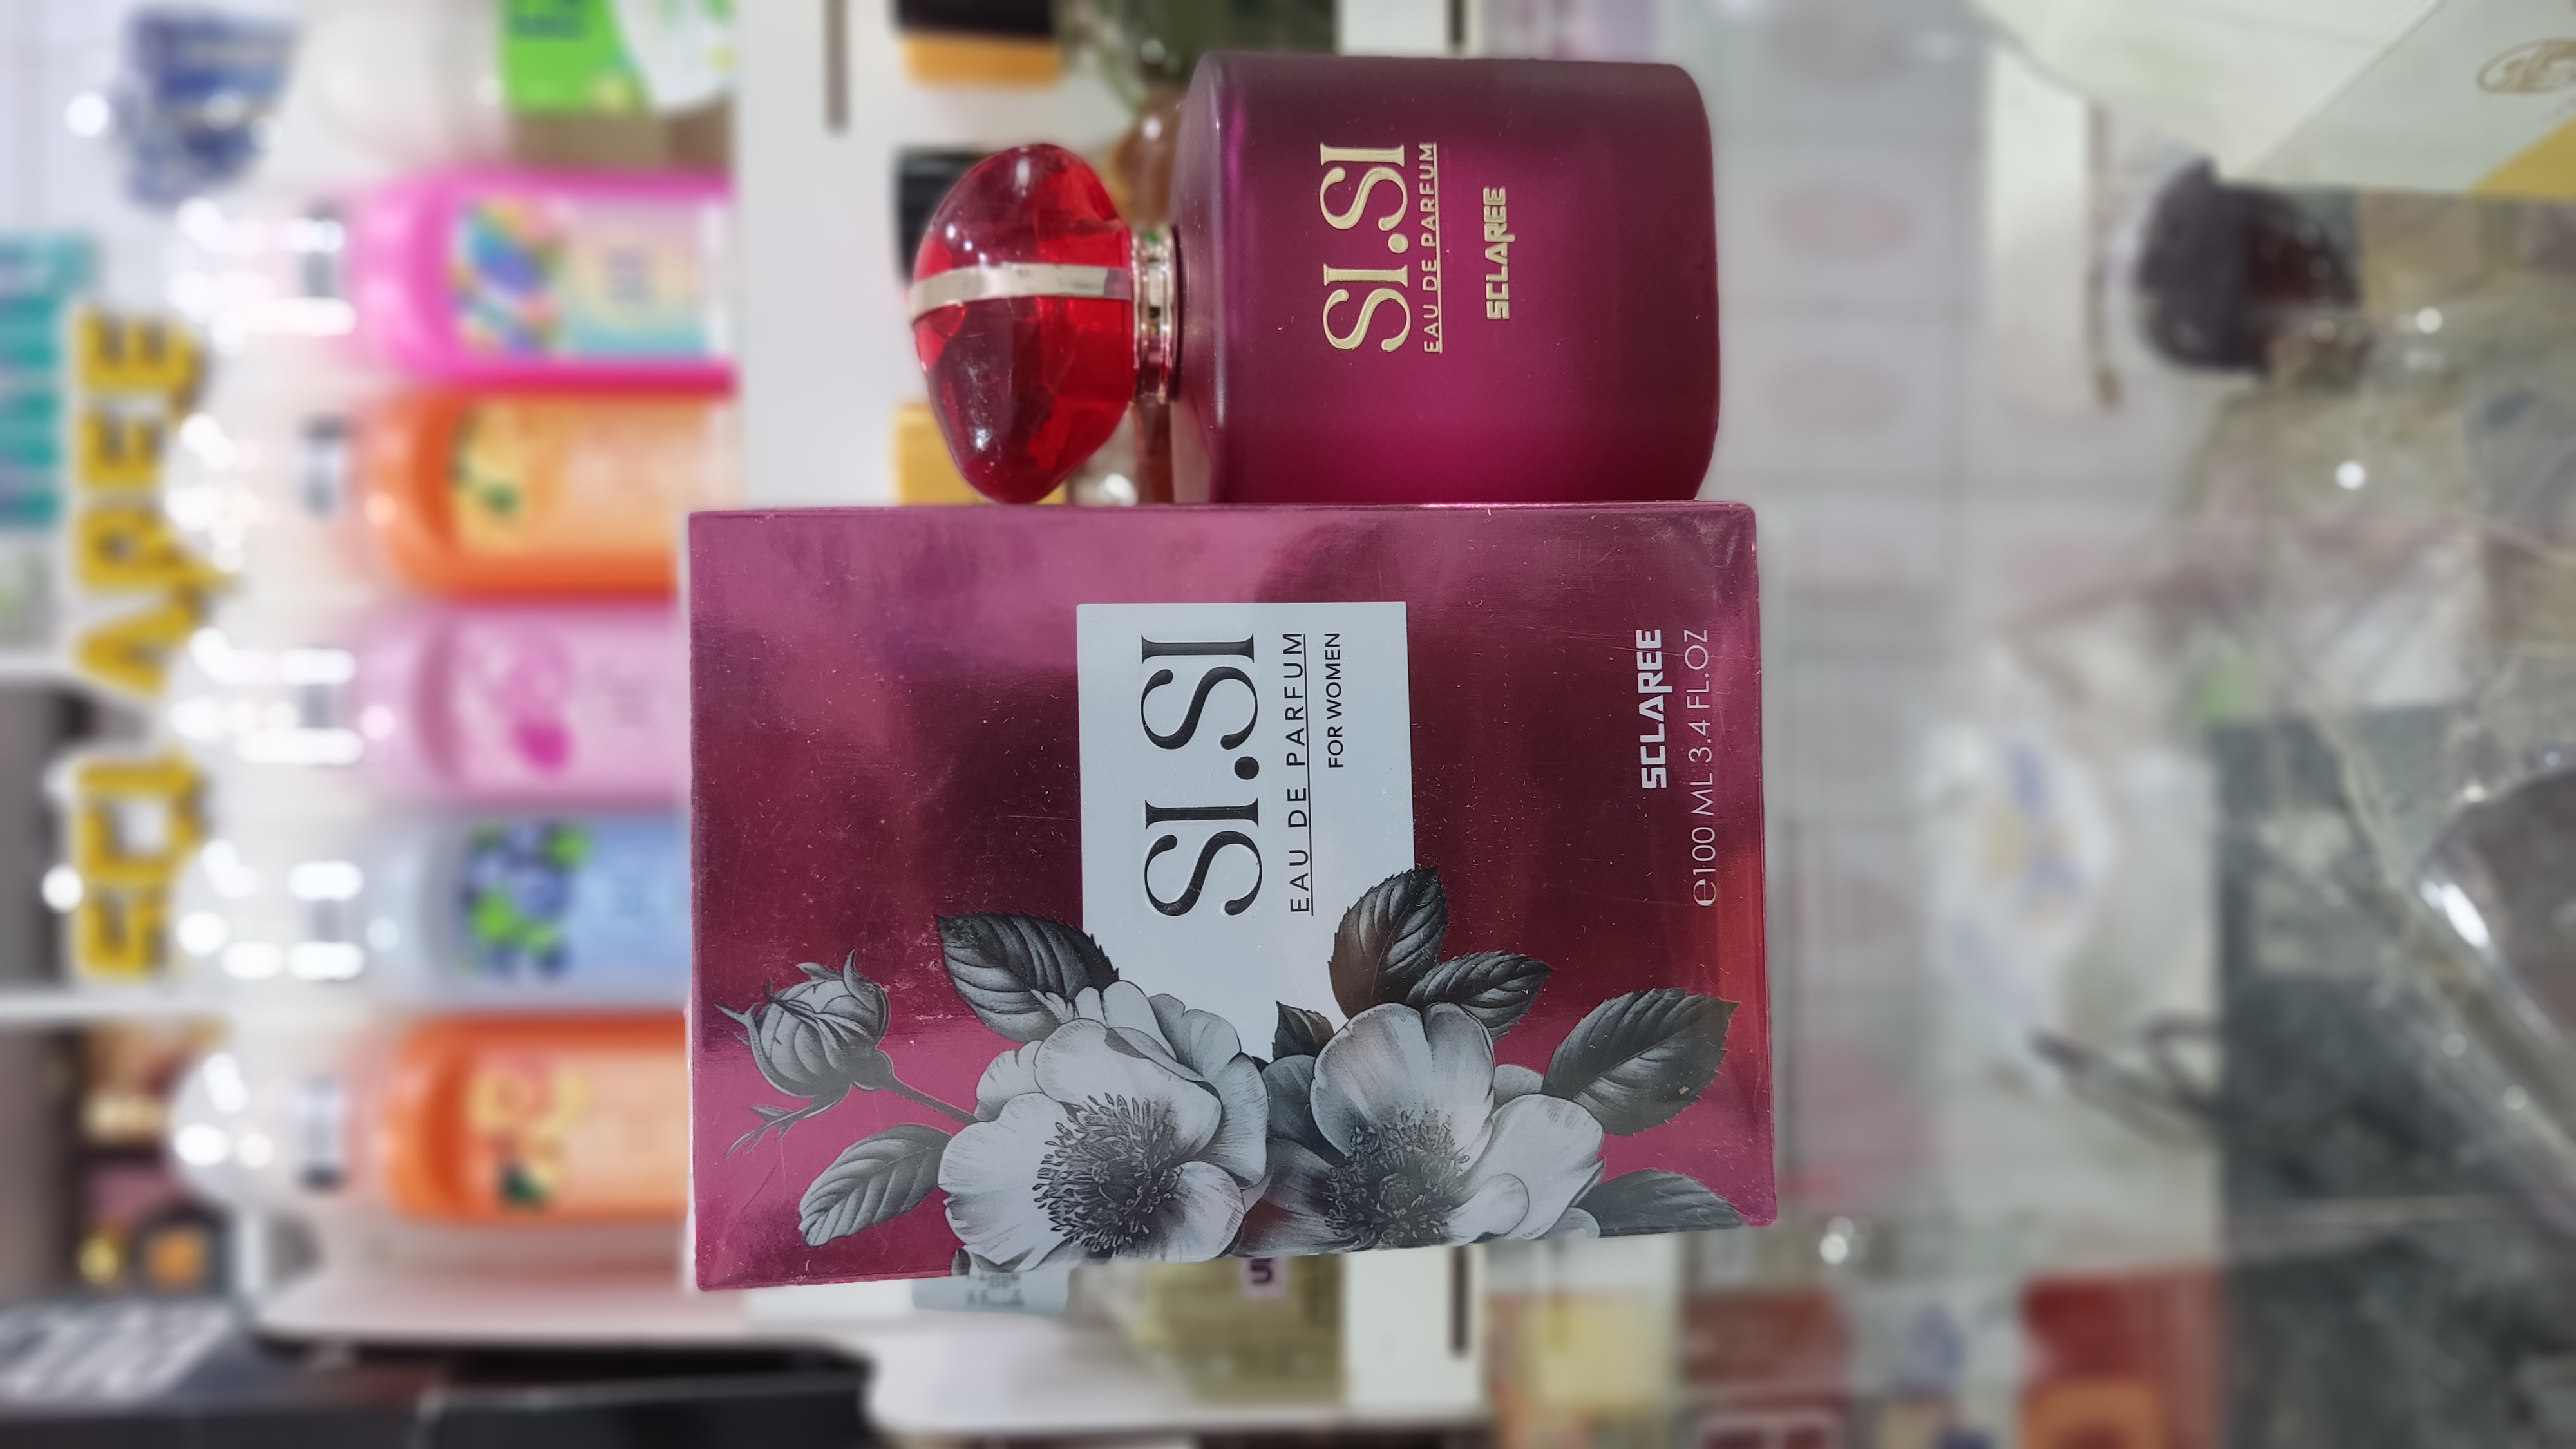 SCLAREE
SI.SI
EAU DE PARFUM
FOR WOMEN
SCLAREE
℮100 ML 3.4 FL.OZ
SI.SI
EAU DE PARFUM
SCLAREE